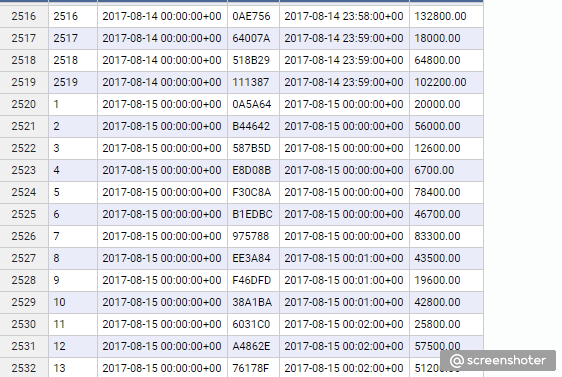 2516 2516 2017-08-14 00:00:00+00 0AE756 2017-08-14 23:58:00+00 132800.00
2517 2517 2017-08-14 00:00:00+00 64007A 2017-08-14 23:59:00+00 18000.00
2518 2518 2017-08-14 00:00:00+00 518B29 2017-08-14 23:59:00+00 64800.00
2519 2519 2017-08-14 00:00:00+00 111387 2017-08-14 23:59:00+00 102200.00
2520 1 2017-08-15 00:00:00+00 0A5A64 2017-08-15 00:00:00+00 20000.00
2521 2 2017-08-15 00:00:00+00 B44642 2017-08-15 00:00:00+00 56000.00
2522 3 2017-08-15 00:00:00+00 587B5D 2017-08-15 00:00:00+00 12600.00
2523 4 2017-08-15 00:00:00+00 E8D08B 2017-08-15 00:00:00+00 6700.00
2524 5 2017-08-15 00:00:00+00 F30C8A 2017-08-15 00:00:00+00 78400.00
2525 6 2017-08-15 00:00:00+00 B1EDBC 2017-08-15 00:00:00+00 46700.00
2526 7 2017-08-15 00:00:00+00 975788 2017-08-15 00:00:00+00 83300.00
2527 8 2017-08-15 00:00:00+00 EE3A84 2017-08-15 00:01:00+00 43500.00
2528 9 2017-08-15 00:00:00+00 F46DFD 2017-08-15 00:01:00+00 19600.00
2529 10 2017-08-15 00:00:00+00 38A1BA 2017-08-15 00:01:00+00 42800.00
2530 11 2017-08-15 00:00:00+00 6031C0 2017-08-15 00:02:00+00 25800.00
2531 12 2017-08-15 00:00:00+00 A4862E 2017-08-15 00:02:00+00 57500.00
2532 13 2017-08-15 00:00:00+00 76178F 2017-08-15 00:02:00+00
screenshoter